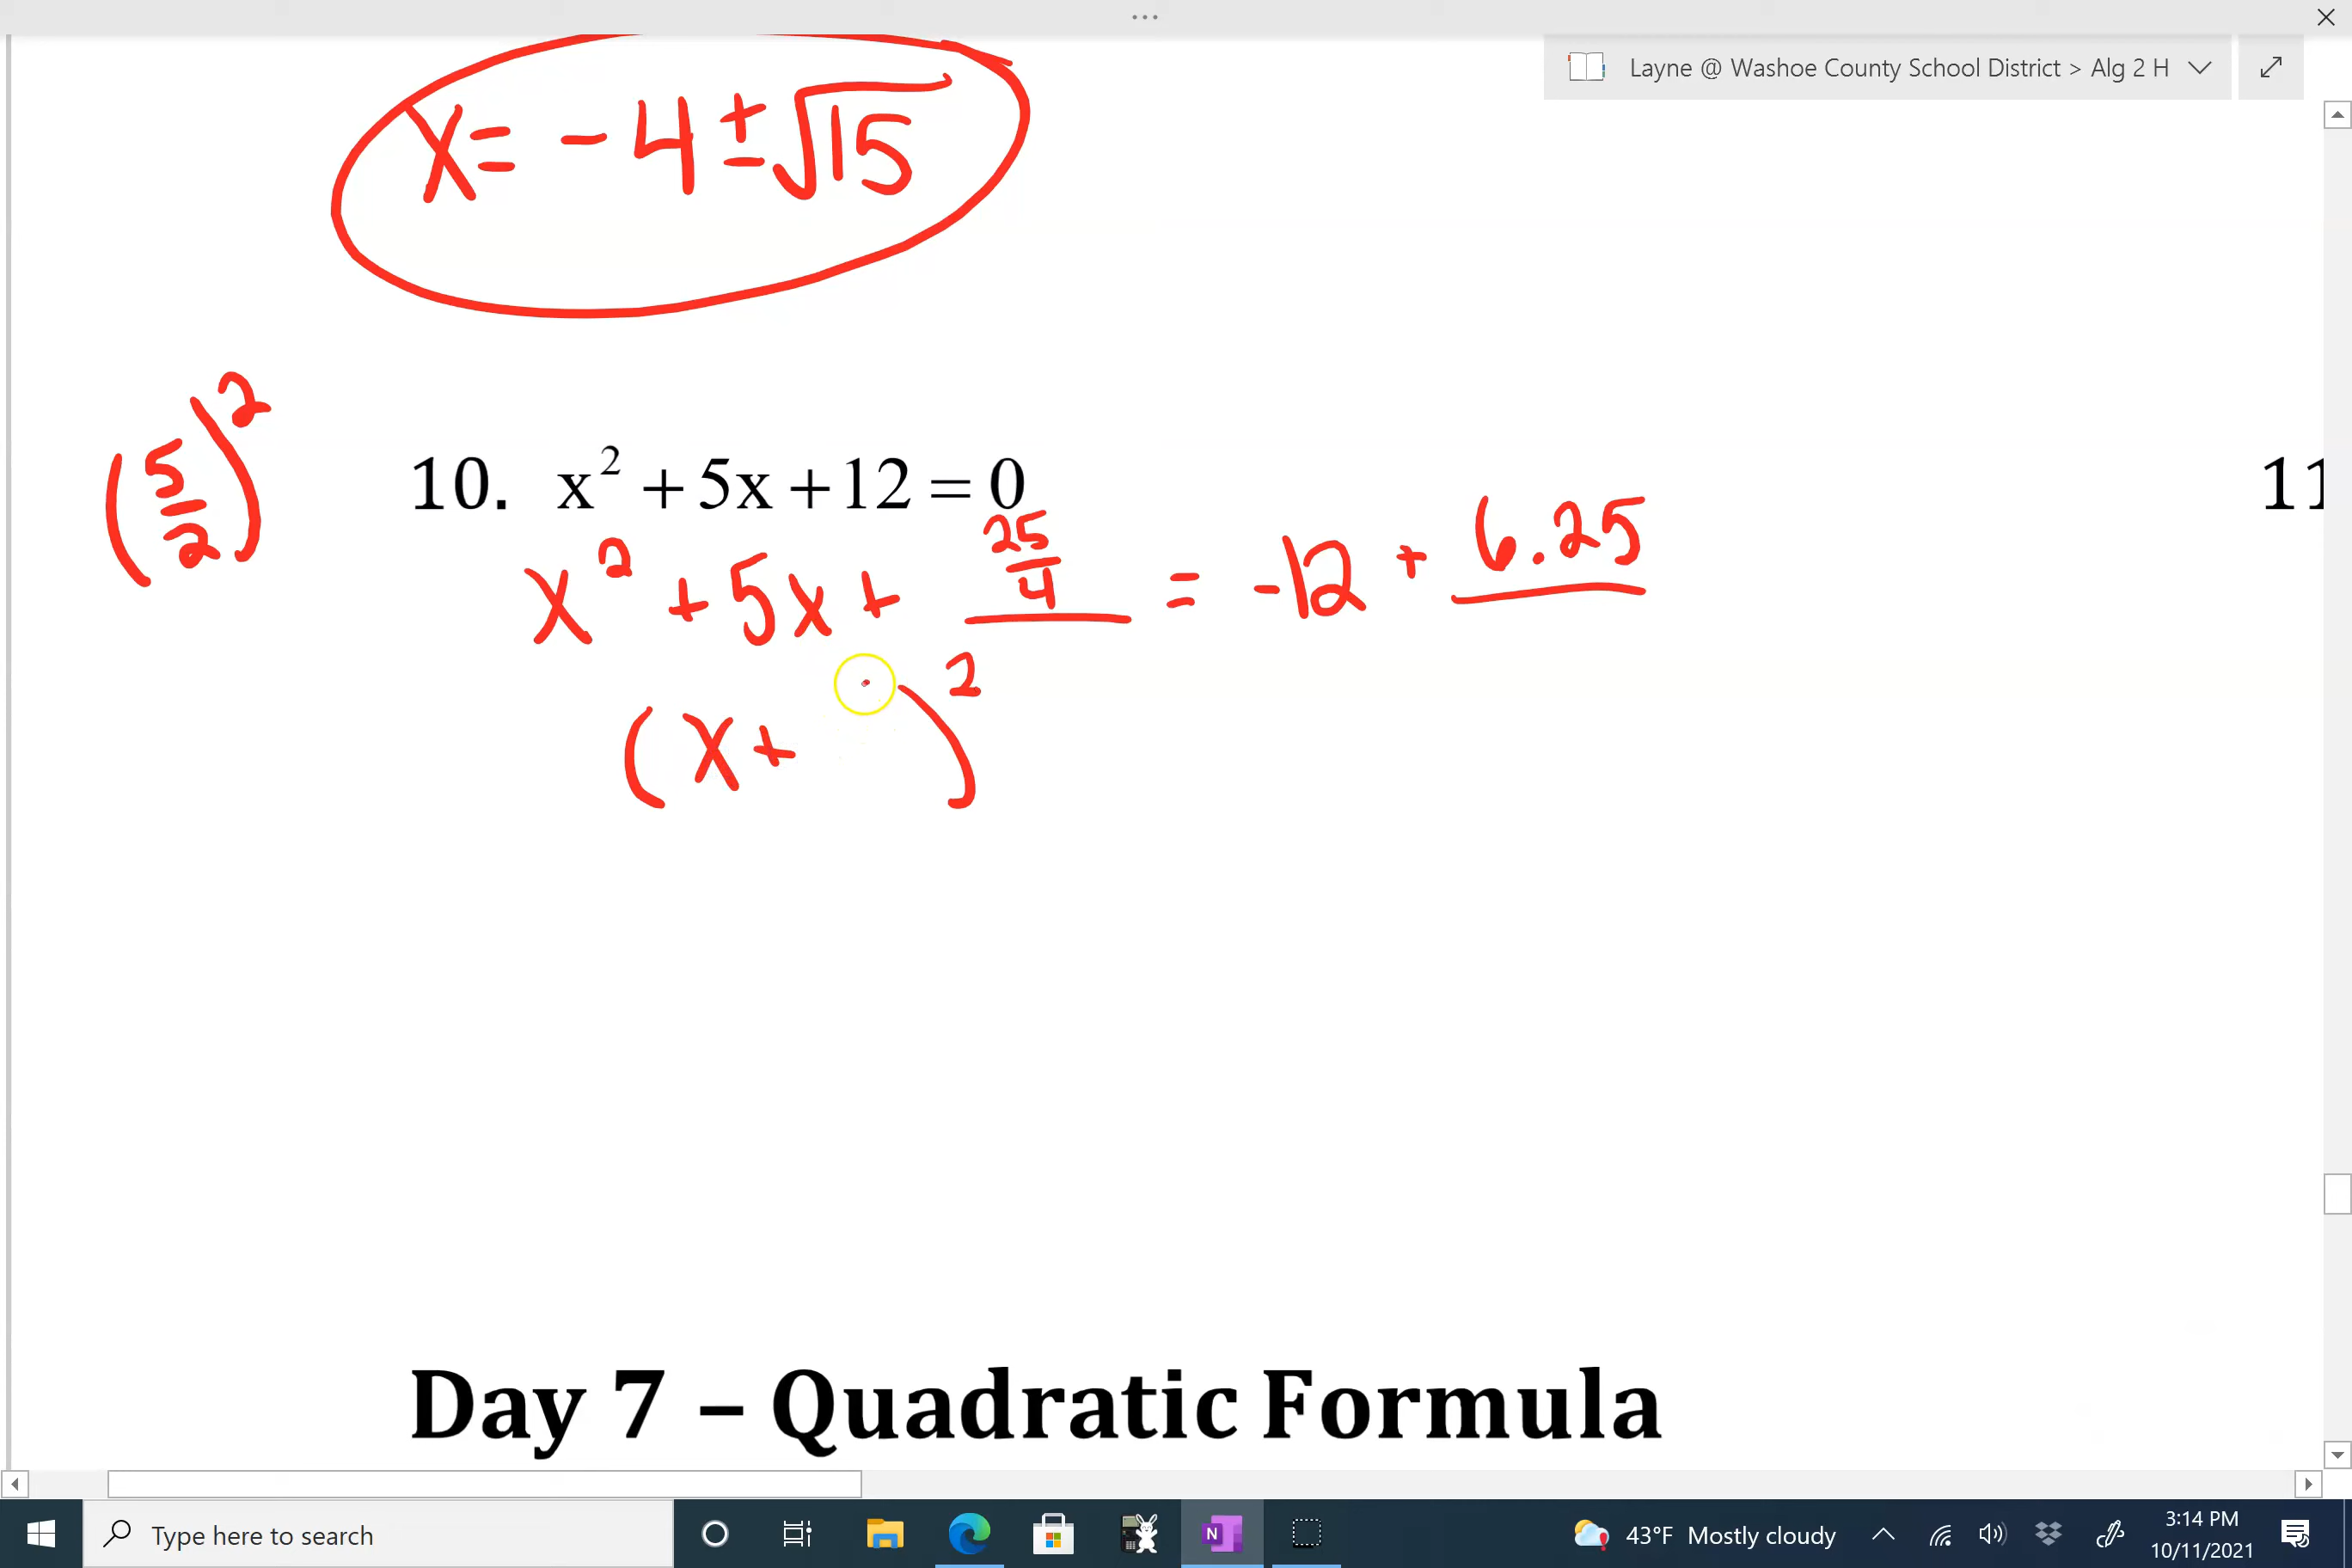 Layne @ Washoe County School District > Alg 2 H
x = -4 ± √15
(5/2)²
10. x² + 5x + 12 = 0
11
x² + 5x + 25/4 = -12 + 6.25
(x + )²
Day 7 – Quadratic Formula
Type here to search
N
43°F Mostly cloudy
3:14 PM
10/11/2021